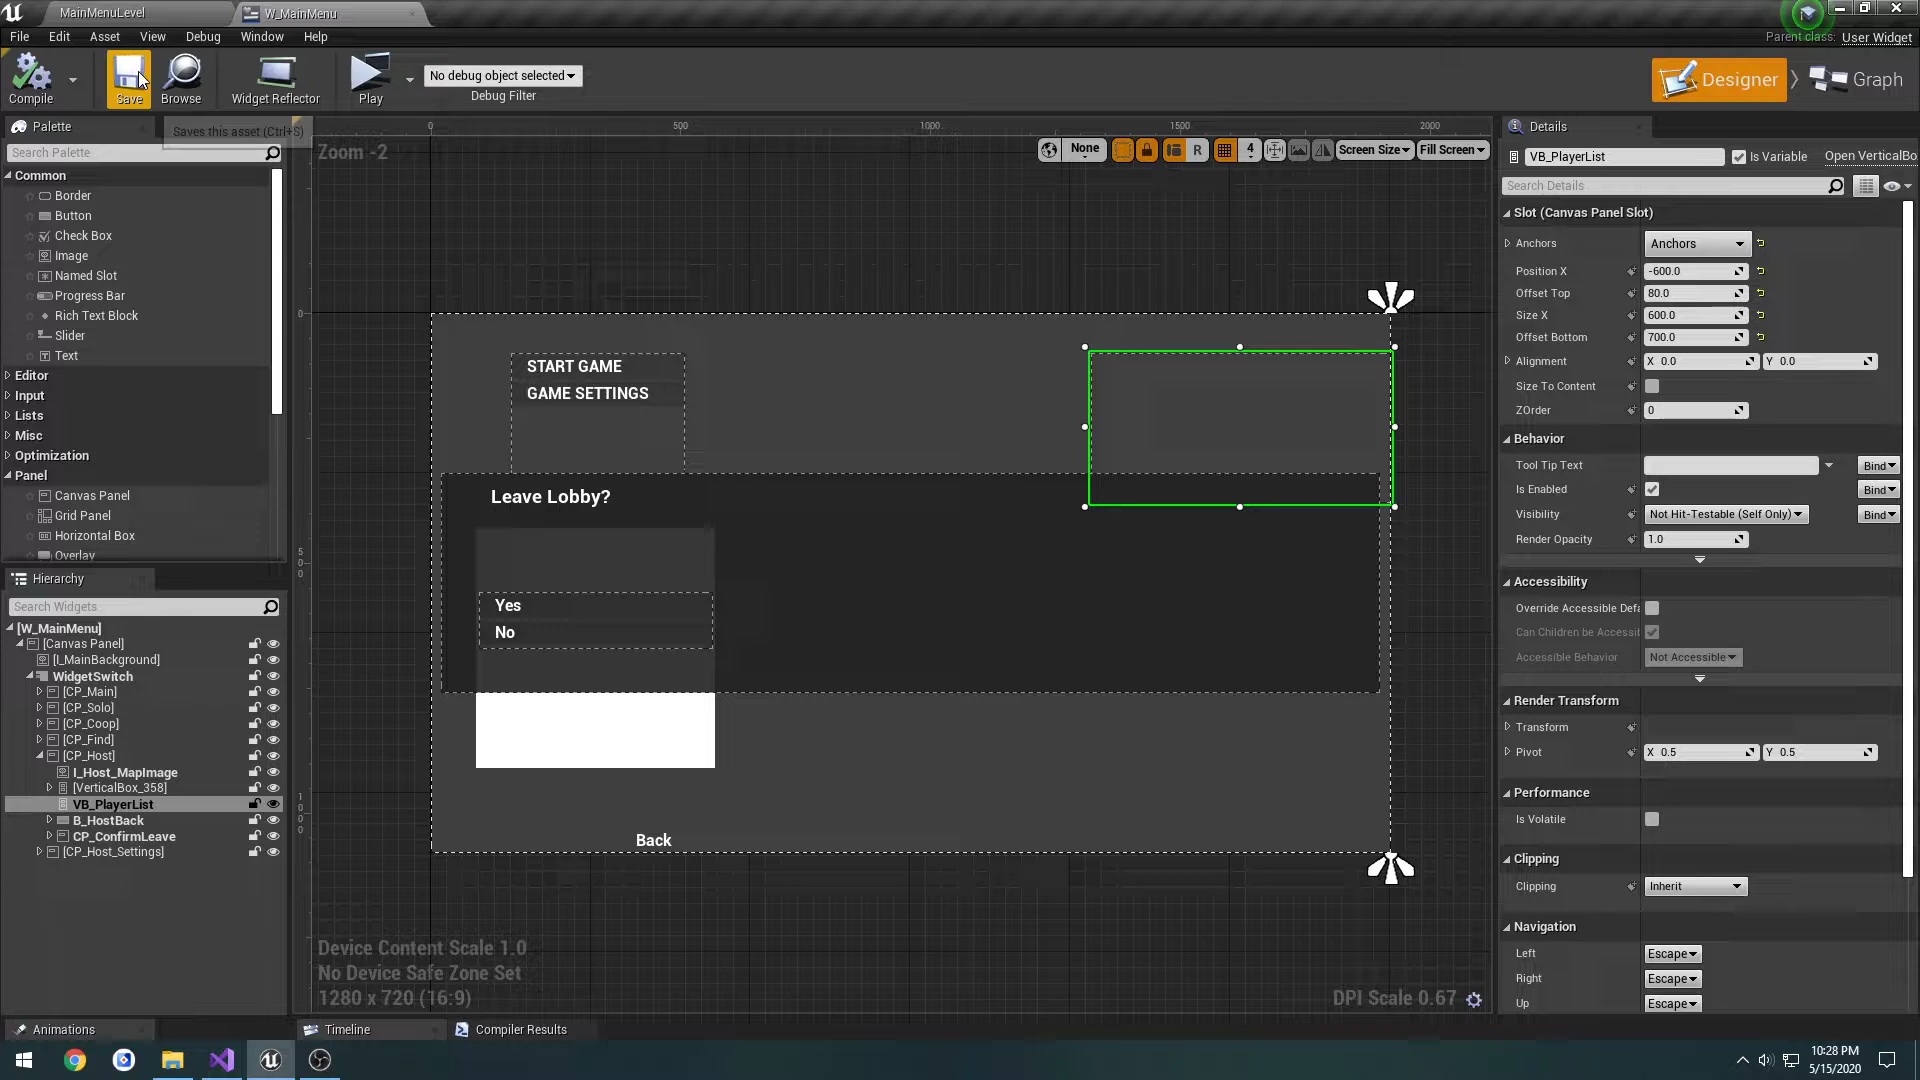 MainMenuLevel
W_MainMenu
File Edit Asset View Debug Window Help
Parent class: User Widget
Compile
Save
Browse
Widget Reflector
Play
No debug object selected
Debug Filter
Designer
Graph
Saves this asset (Ctrl+S)
Palette
Search Palette
Common
Border
Button
Check Box
Image
Named Slot
Progress Bar
Rich Text Block
Slider
Text
Editor
Input
Lists
Misc
Optimization
Panel
Canvas Panel
Grid Panel
Horizontal Box
Overlay
Hierarchy
Search Widgets
[W_MainMenu]
[Canvas Panel]
[I_MainBackground]
WidgetSwitch
[CP_Main]
[CP_Solo]
[CP_Coop]
[CP_Find]
[CP_Host]
I_Host_MapImage
[VerticalBox_358]
VB_PlayerList
B_HostBack
CP_ConfirmLeave
[CP_Host_Settings]
Animations
0 500 1000 1500 2000
Zoom -2
None
R
4
Screen Size
Fill Screen
0
500
1000
START GAME
GAME SETTINGS
Leave Lobby?
Yes
No
Back
Device Content Scale 1.0
No Device Safe Zone Set
1280 x 720 (16:9)
DPI Scale 0.67
Timeline
Compiler Results
Details
VB_PlayerList
Is Variable
Open VerticalBo
Search Details
Slot (Canvas Panel Slot)
Anchors Anchors
Position X -600.0
Offset Top 80.0
Size X 600.0
Offset Bottom 700.0
Alignment X 0.0 Y 0.0
Size To Content
ZOrder 0
Behavior
Tool Tip Text Bind
Is Enabled Bind
Visibility Not Hit-Testable (Self Only) Bind
Render Opacity 1.0
Accessibility
Override Accessible Defa
Can Children be Accessit
Accessible Behavior Not Accessible
Render Transform
Transform
Pivot X 0.5 Y 0.5
Performance
Is Volatile
Clipping
Clipping Inherit
Navigation
Left Escape
Right Escape
Up Escape
10:28 PM
5/15/2020